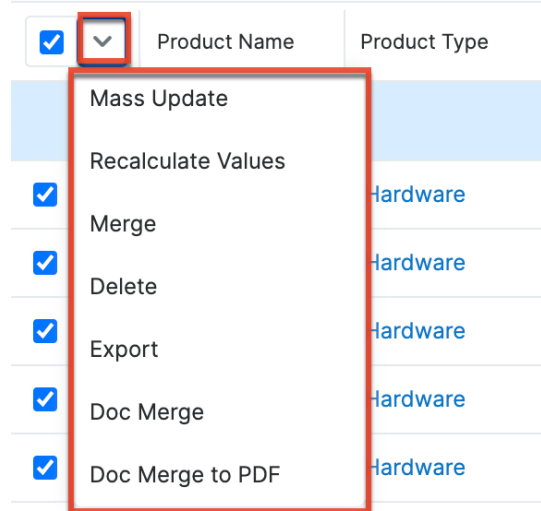 Product Name Product Type
Mass Update
Recalculate Values
Hardware
Merge
Hardware
Delete
Hardware
Export
Hardware
Doc Merge
Hardware
Doc Merge to PDF